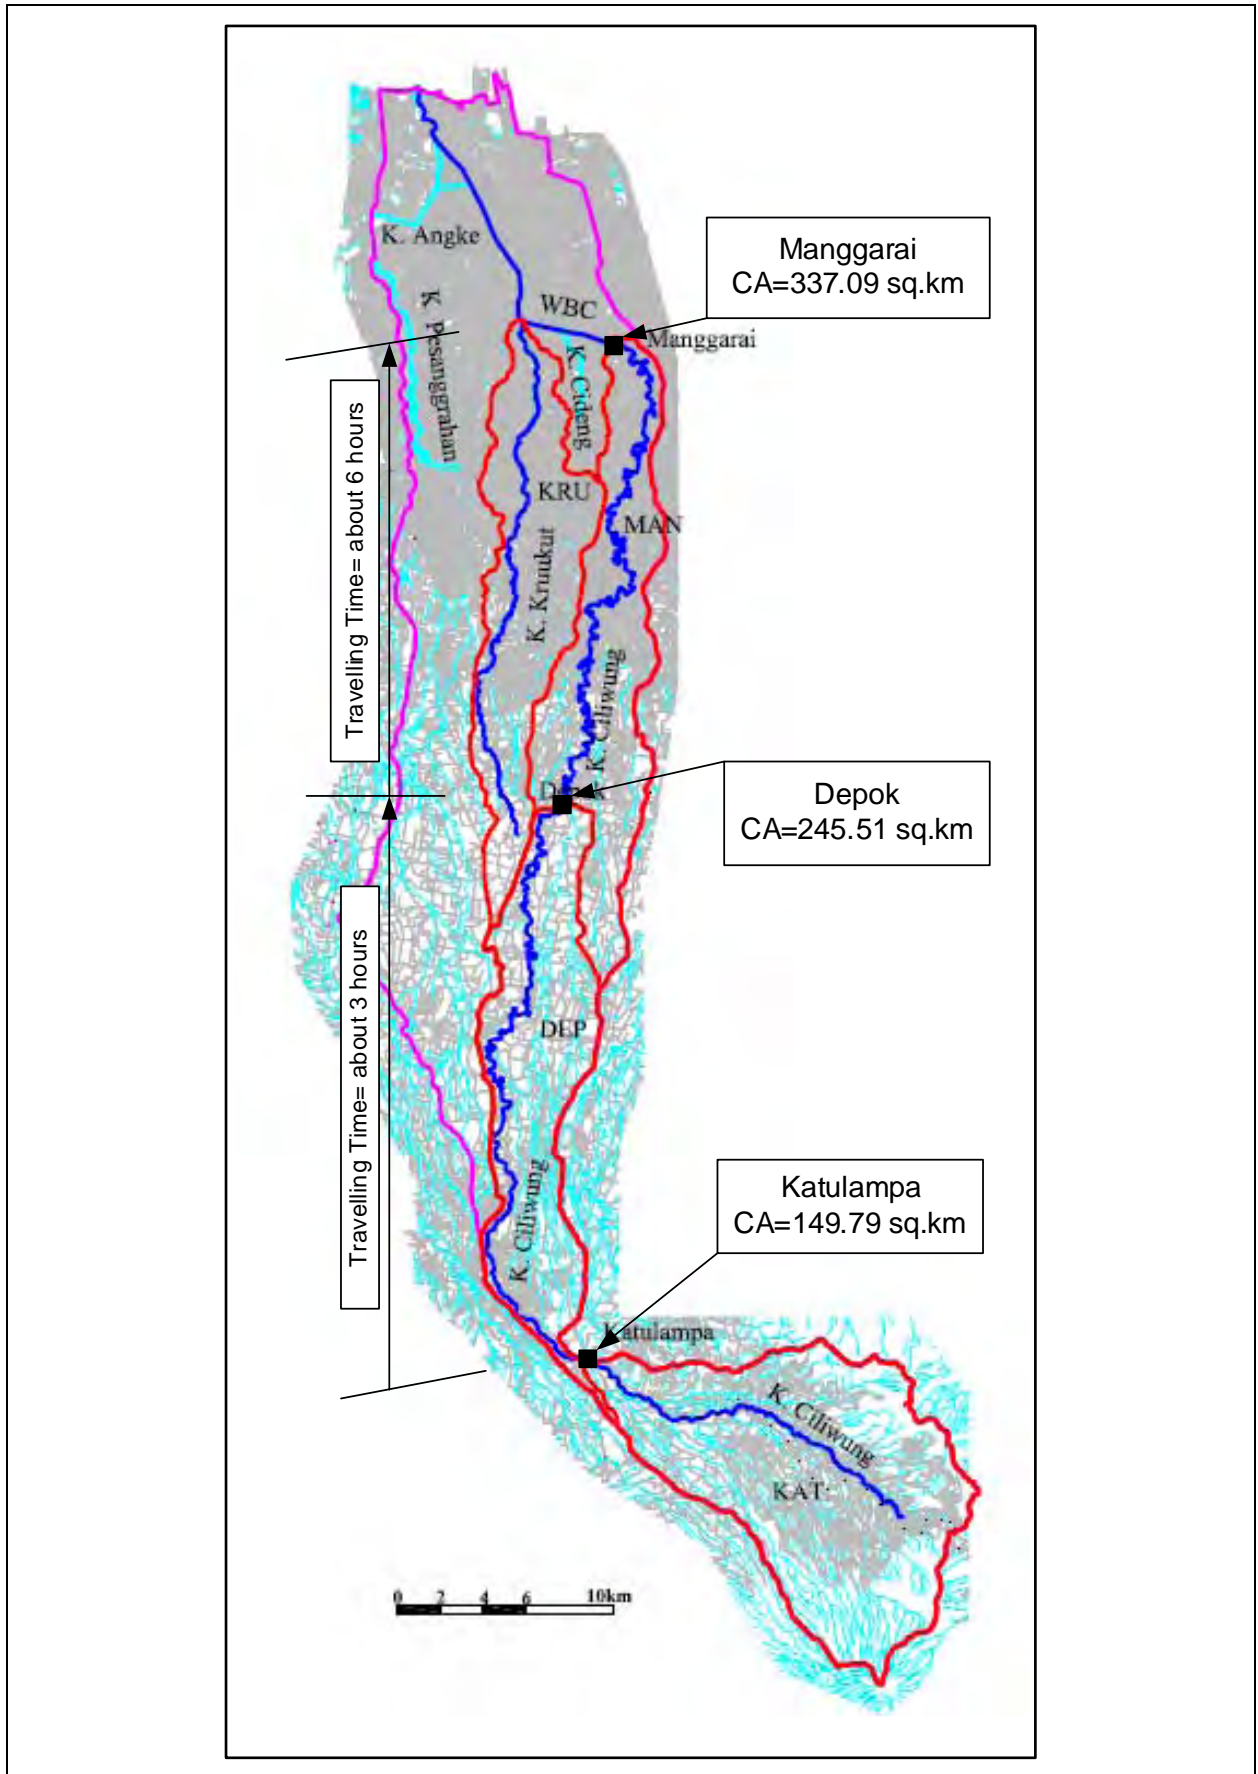 K. Angke
Manggarai
CA=337.09 sq.km
WBC
Manggarai
K. Pesanggrahan
K. Cideng
Travelling Time= about 6 hours
KRU
MAN
K. Kruukut
K. Ciliwung
Depok
CA=245.51 sq.km
Travelling Time= about 3 hours
DEP
K. Ciliwung
Katulampa
CA=149.79 sq.km
Katulampa
K. Ciliwung
KAT
0 2 4 6 10km